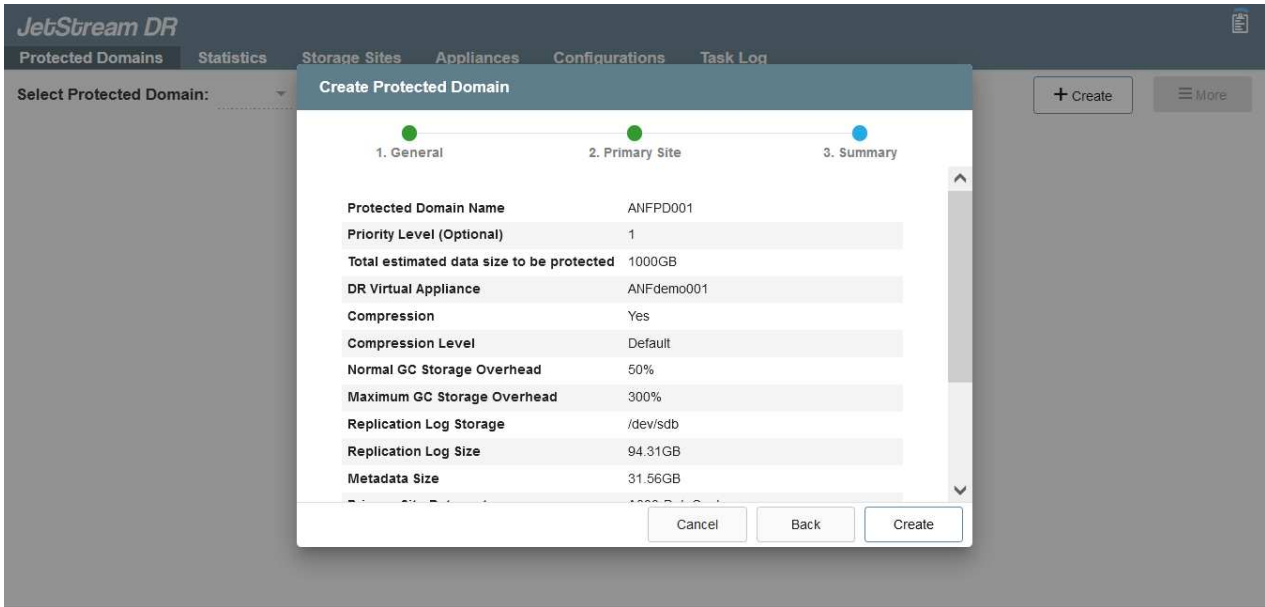 JetStream DR
Protected Domains Statistics Storage Sites Appliances Configurations Task Log
Select Protected Domain:
+ Create
More
Create Protected Domain
1. General
2. Primary Site
3. Summary
Protected Domain Name ANFPD001
Priority Level (Optional) 1
Total estimated data size to be protected 1000GB
DR Virtual Appliance ANFdemo001
Compression Yes
Compression Level Default
Normal GC Storage Overhead 50%
Maximum GC Storage Overhead 300%
Replication Log Storage /dev/sdb
Replication Log Size 94.31GB
Metadata Size 31.56GB
Cancel Back Create